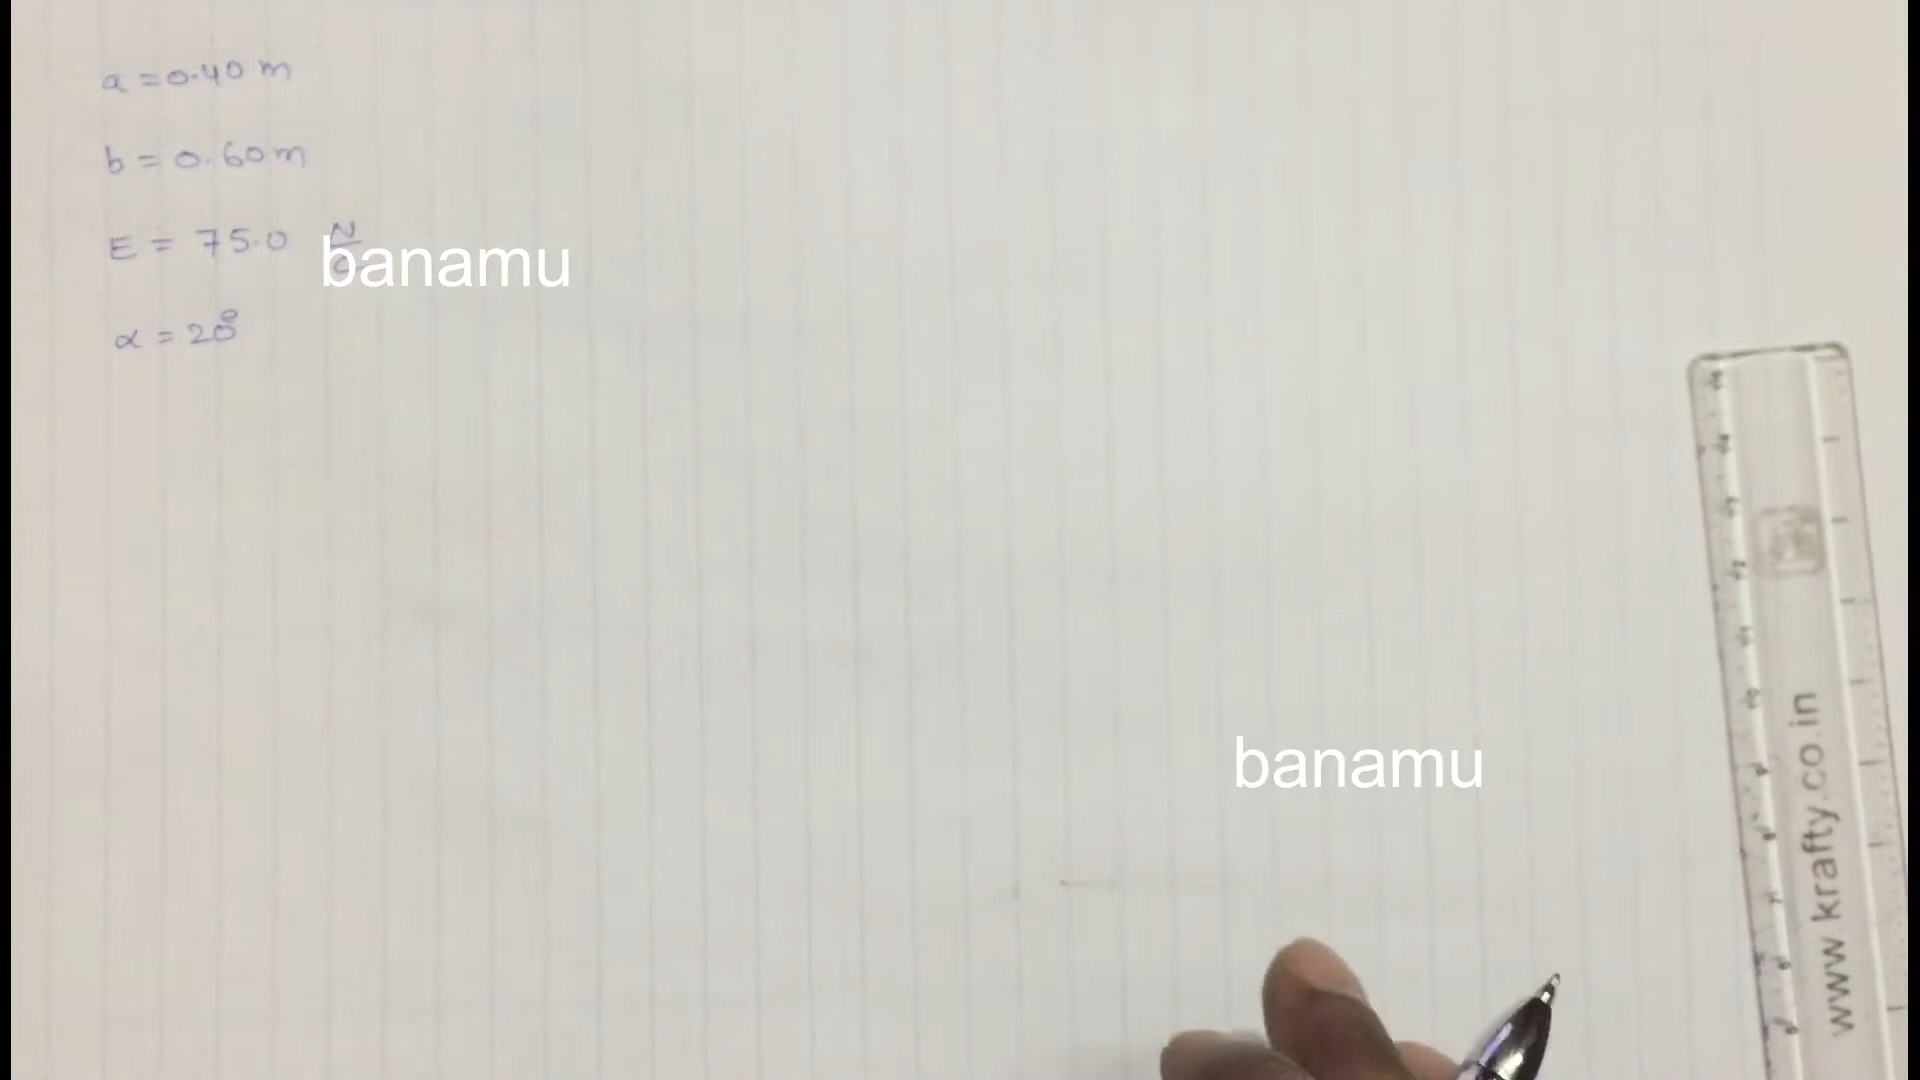 a = 0.40 m
b = 0.60 m
E = 75.0 N/C
banamu
α = 20°
banamu
www.krafty.co.in